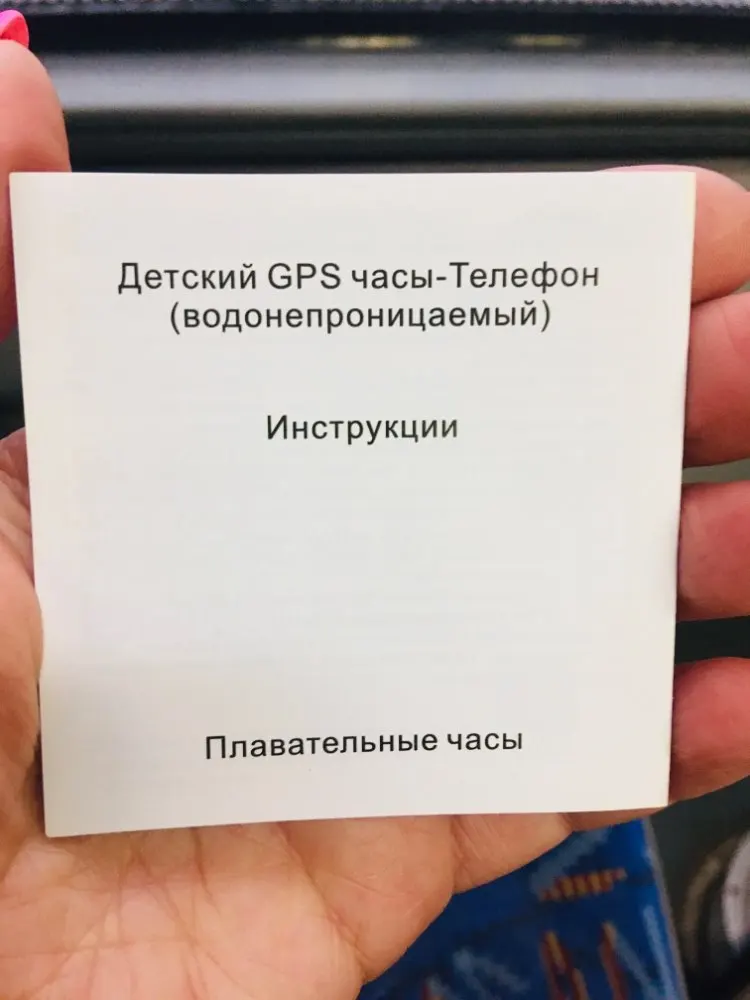 Детский GPS часы-Телефон
(водонепроницаемый)
Инструкции
Плавательные часы